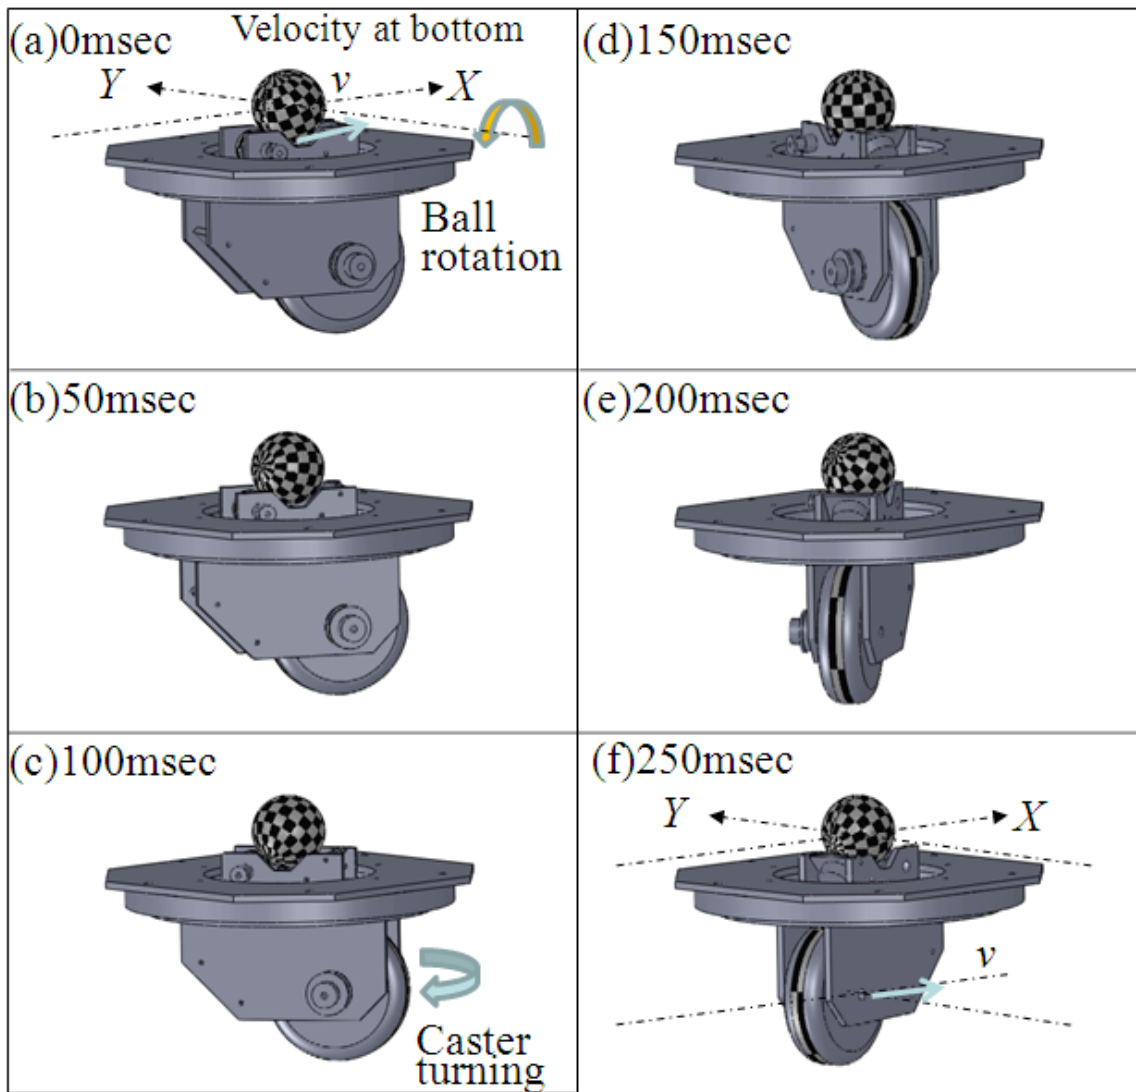 (a)0msec
Velocity at bottom
Y
v
X
Ball
rotation
(b)50msec
(c)100msec
Caster
turning
(d)150msec
(e)200msec
(f)250msec
Y
X
v